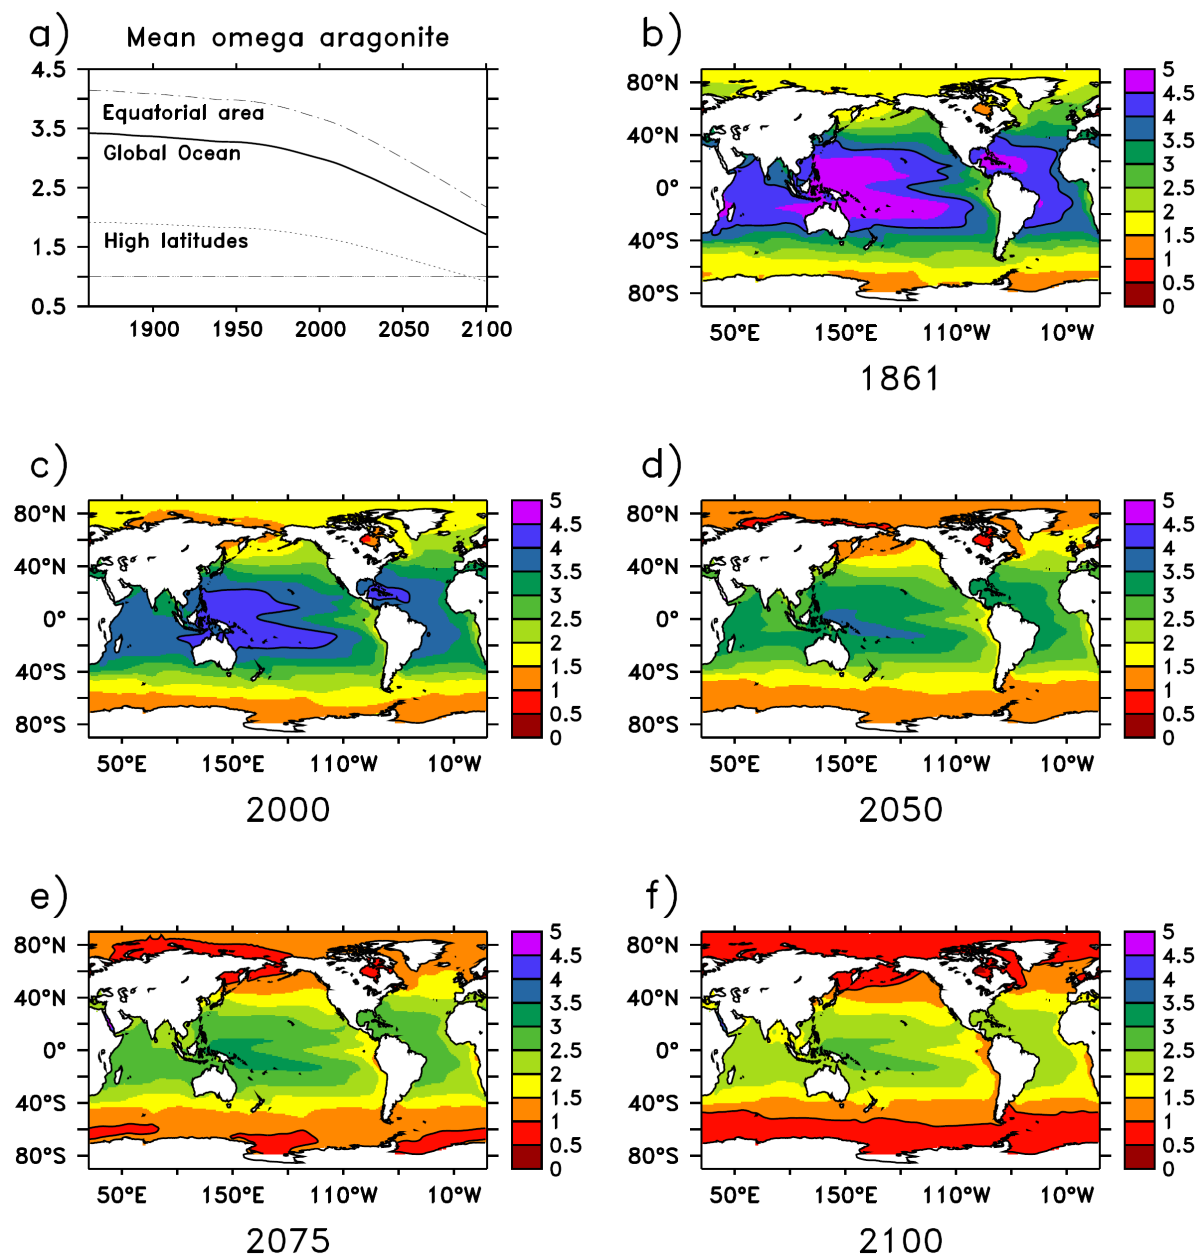 a) Mean omega aragonite
4.5
3.5
2.5
1.5
0.5
Equatorial area
Global Ocean
High latitudes
1900 1950 2000 2050 2100
b)
80°N
40°N
0°
40°S
80°S
50°E 150°E 110°W 10°W
5
4.5
4
3.5
3
2.5
2
1.5
1
0.5
0
1861
c)
80°N
40°N
0°
40°S
80°S
50°E 150°E 110°W 10°W
5
4.5
4
3.5
3
2.5
2
1.5
1
0.5
0
2000
d)
80°N
40°N
0°
40°S
80°S
50°E 150°E 110°W 10°W
5
4.5
4
3.5
3
2.5
2
1.5
1
0.5
0
2050
e)
80°N
40°N
0°
40°S
80°S
50°E 150°E 110°W 10°W
5
4.5
4
3.5
3
2.5
2
1.5
1
0.5
0
2075
f)
80°N
40°N
0°
40°S
80°S
50°E 150°E 110°W 10°W
5
4.5
4
3.5
3
2.5
2
1.5
1
0.5
0
2100